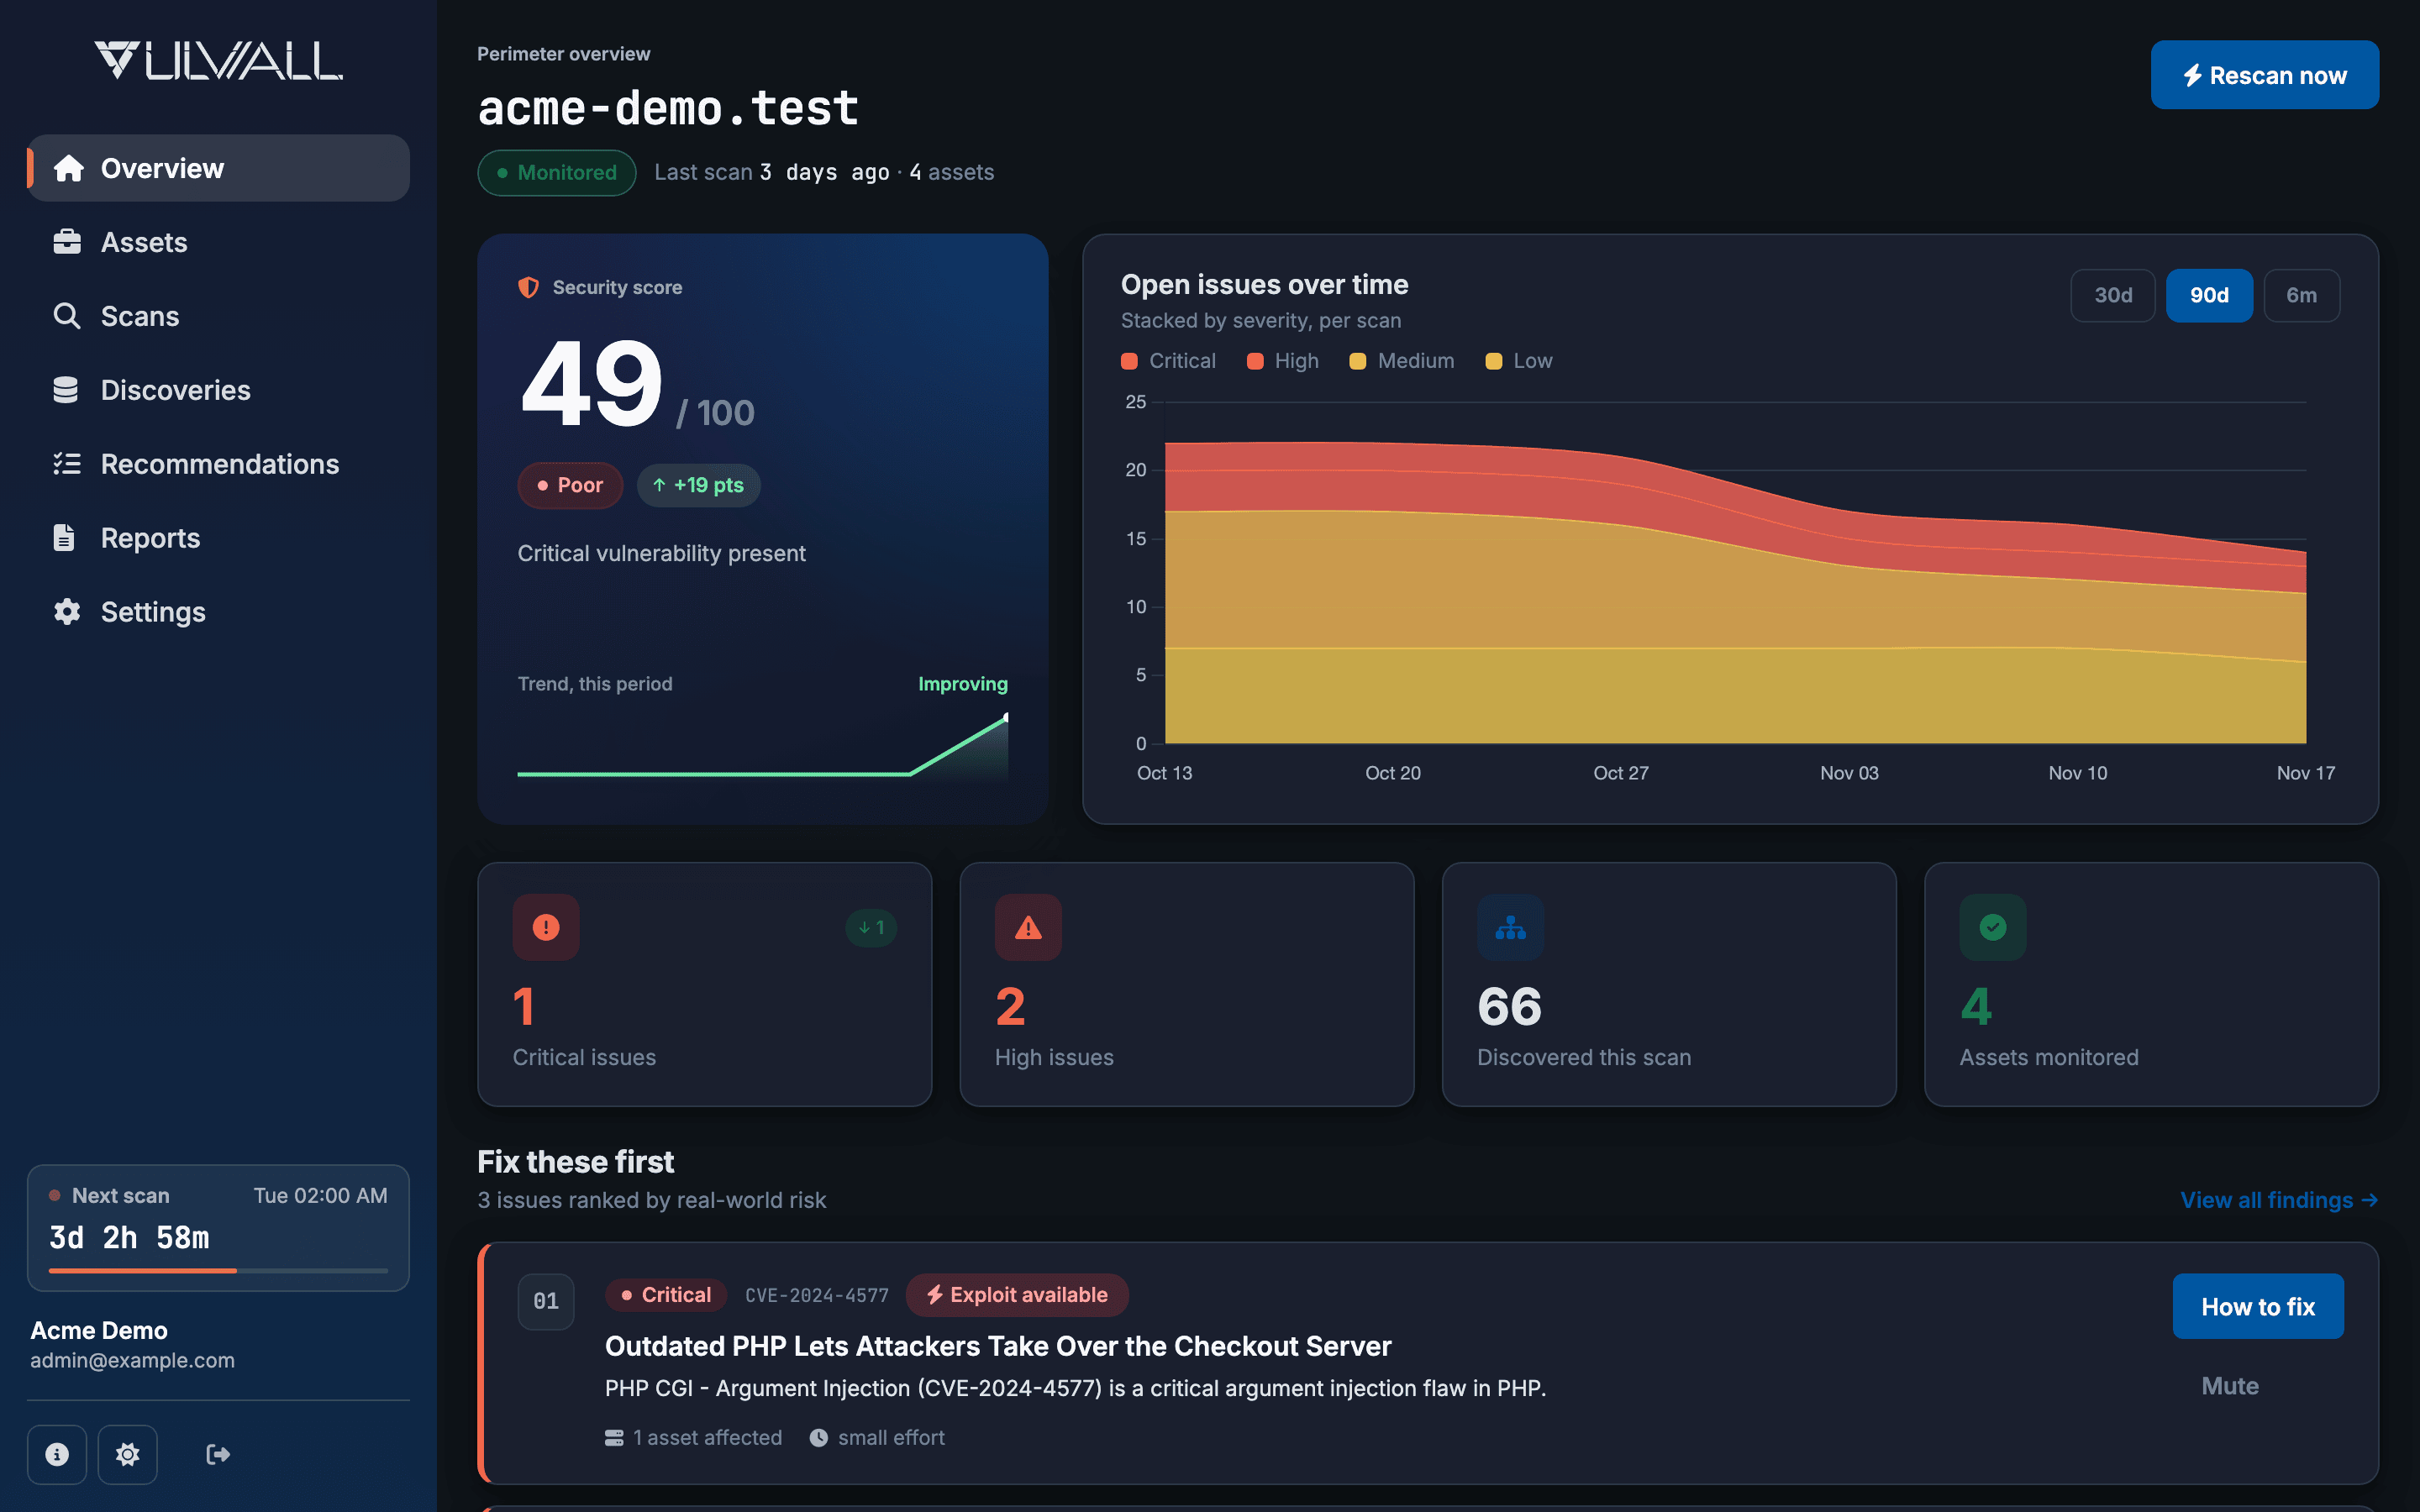 VULVALL
Overview
Assets
Scans
Discoveries
Recommendations
Reports
Settings
Next scan Tue 02:00 AM
3d 2h 58m
Acme Demo
admin@example.com
Perimeter overview
acme-demo.test
Monitored Last scan 3 days ago · 4 assets
Rescan now
Security score
49 / 100
Poor ↑ +19 pts
Critical vulnerability present
Trend, this period Improving
Open issues over time
Stacked by severity, per scan
30d 90d 6m
Critical High Medium Low
25
20
15
10
5
0
Oct 13 Oct 20 Oct 27 Nov 03 Nov 10 Nov 17
↓ 1
1
Critical issues
2
High issues
66
Discovered this scan
4
Assets monitored
Fix these first
3 issues ranked by real-world risk
View all findings →
01
Critical CVE-2024-4577 Exploit available
Outdated PHP Lets Attackers Take Over the Checkout Server
PHP CGI - Argument Injection (CVE-2024-4577) is a critical argument injection flaw in PHP.
1 asset affected small effort
How to fix
Mute